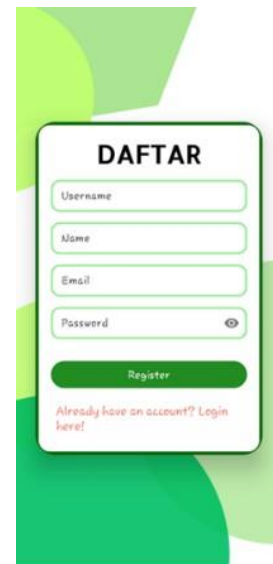 DAFTAR
Username
Name
Email
Password
Register
Already have an account? Login
here!